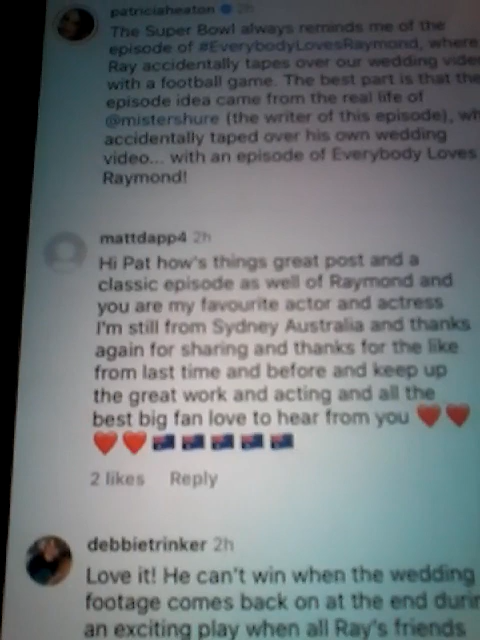 patriciaheaton 2h
The Super Bowl always reminds me of the
episode of #EverybodyLovesRaymond, where
Ray accidentally tapes over our wedding vide
with a football game. The best part is that the
episode idea came from the real life of
@mistershure (the writer of this episode), wh
accidentally taped over his own wedding
video... with an episode of Everybody Loves
Raymond!
mattdapp4 2h
Hi Pat how's things great post and a
classic episode as well of Raymond and
you are my favourite actor and actress
I'm still from Sydney Australia and thanks
again for sharing and thanks for the like
from last time and before and keep up
the great work and acting and all the
best big fan love to hear from you ❤️❤️
❤️❤️🇦🇺🇦🇺🇦🇺🇦🇺🇦🇺
2 likes Reply
debbietrinker 2h
Love it! He can't win when the wedding
footage comes back on at the end durin
an exciting play when all Ray's friends